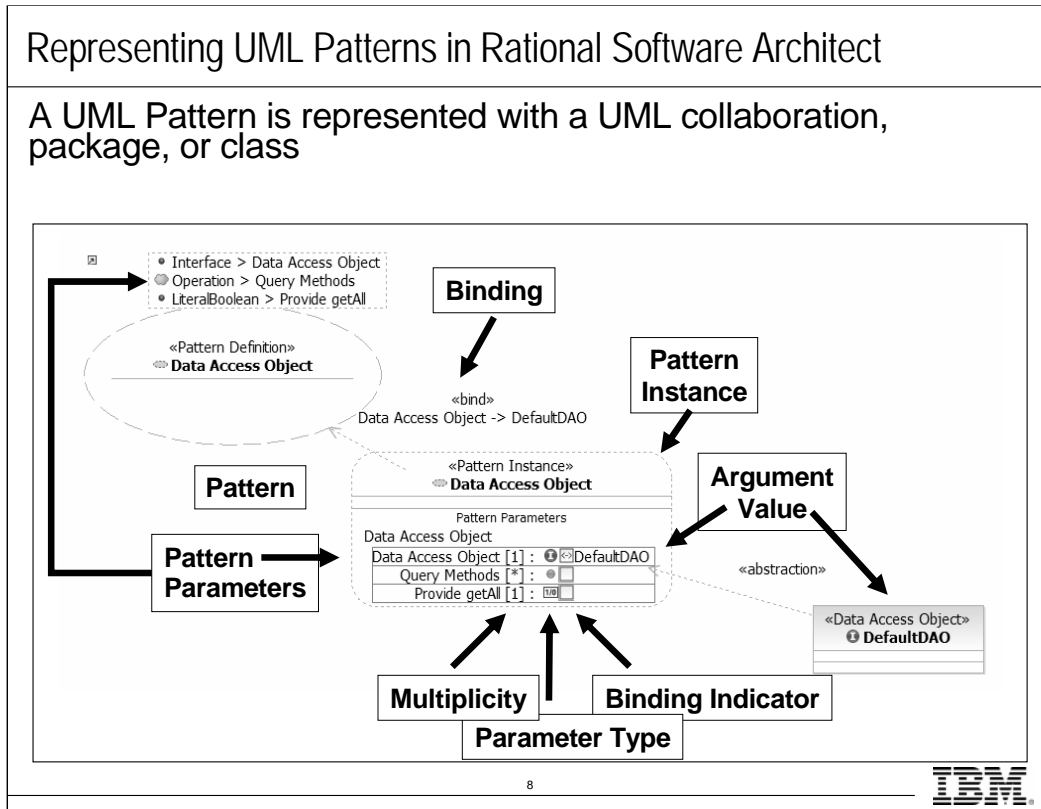 Representing UML Patterns in Rational Software Architect
A UML Pattern is represented with a UML collaboration,
package, or class
Interface > Data Access Object
Operation > Query Methods
LiteralBoolean > Provide getAll
«Pattern Definition»
Data Access Object
Binding
«bind»
Data Access Object -> DefaultDAO
Pattern
Instance
Pattern
«Pattern Instance»
Data Access Object
Argument
Value
Pattern
Parameters
Pattern Parameters
Data Access Object
Data Access Object [1] : DefaultDAO
Query Methods [*] :
Provide getAll [1] : 1/0
«abstraction»
«Data Access Object»
DefaultDAO
Multiplicity
Binding Indicator
Parameter Type
8
IBM®